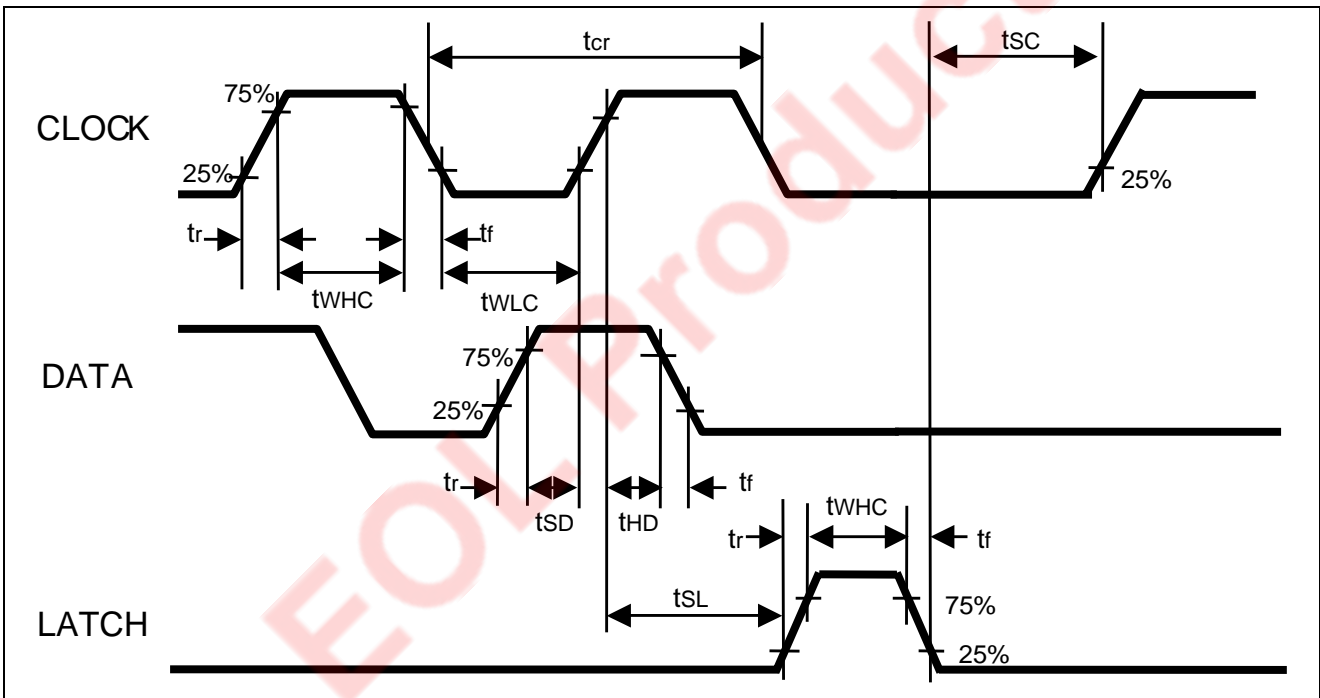 tcr
tSC
75%
CLOCK
25%
25%
tr
tf
tWHC
tWLC
75%
DATA
25%
tr
tSD
tHD
tf
tWHC
tr
tf
tSL
75%
LATCH
25%
EOL Product